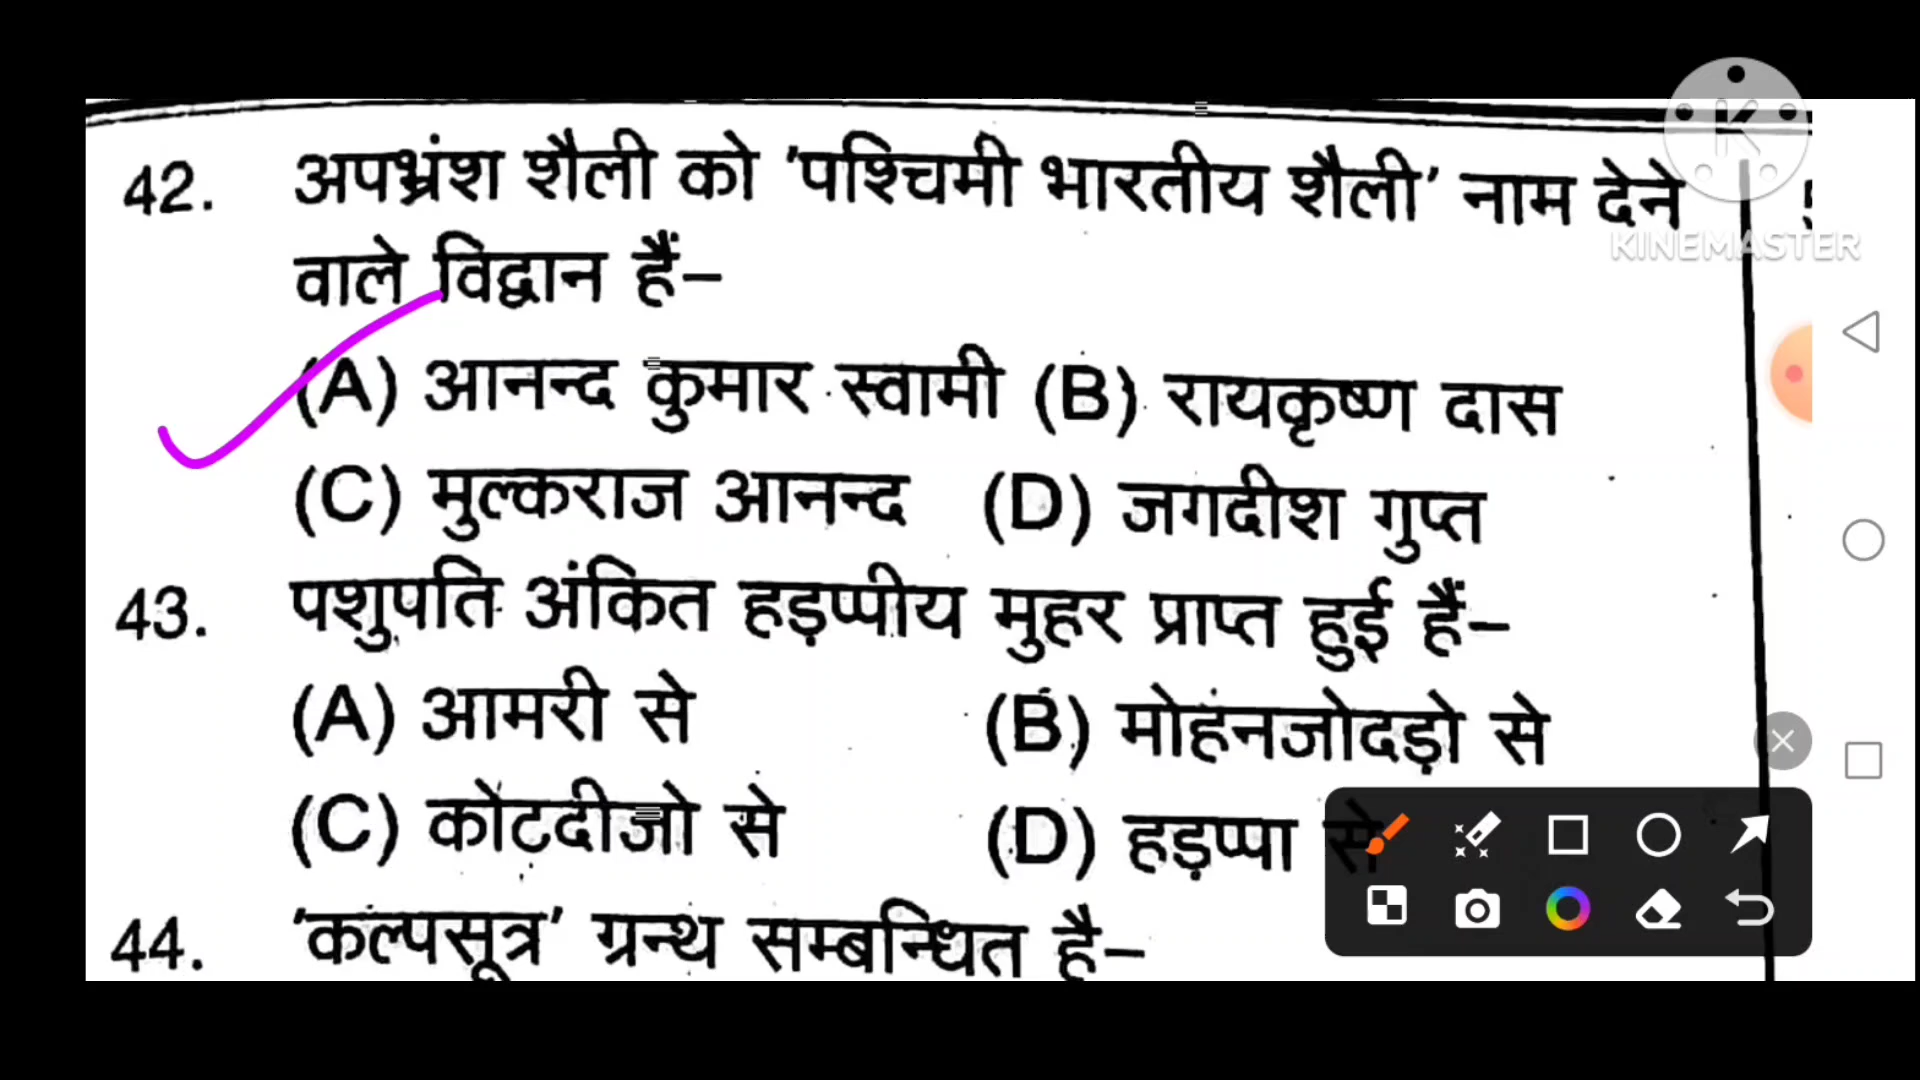 42. अपभ्रंश शैली को 'पश्चिमी भारतीय शैली' नाम देने
वाले विद्वान हैं–
(A) आनन्द कुमार स्वामी (B) रायकृष्ण दास
(C) मुल्कराज आनन्द (D) जगदीश गुप्त
43. पशुपति अंकित हड़प्पीय मुहर प्राप्त हुई हैं–
(A) आमरी से (B) मोहनजोदड़ो से
(C) कोटदीजो से (D) हड़प्पा से
44. 'कल्पसूत्र' ग्रन्थ सम्बन्धित है–
K
KINEMASTER